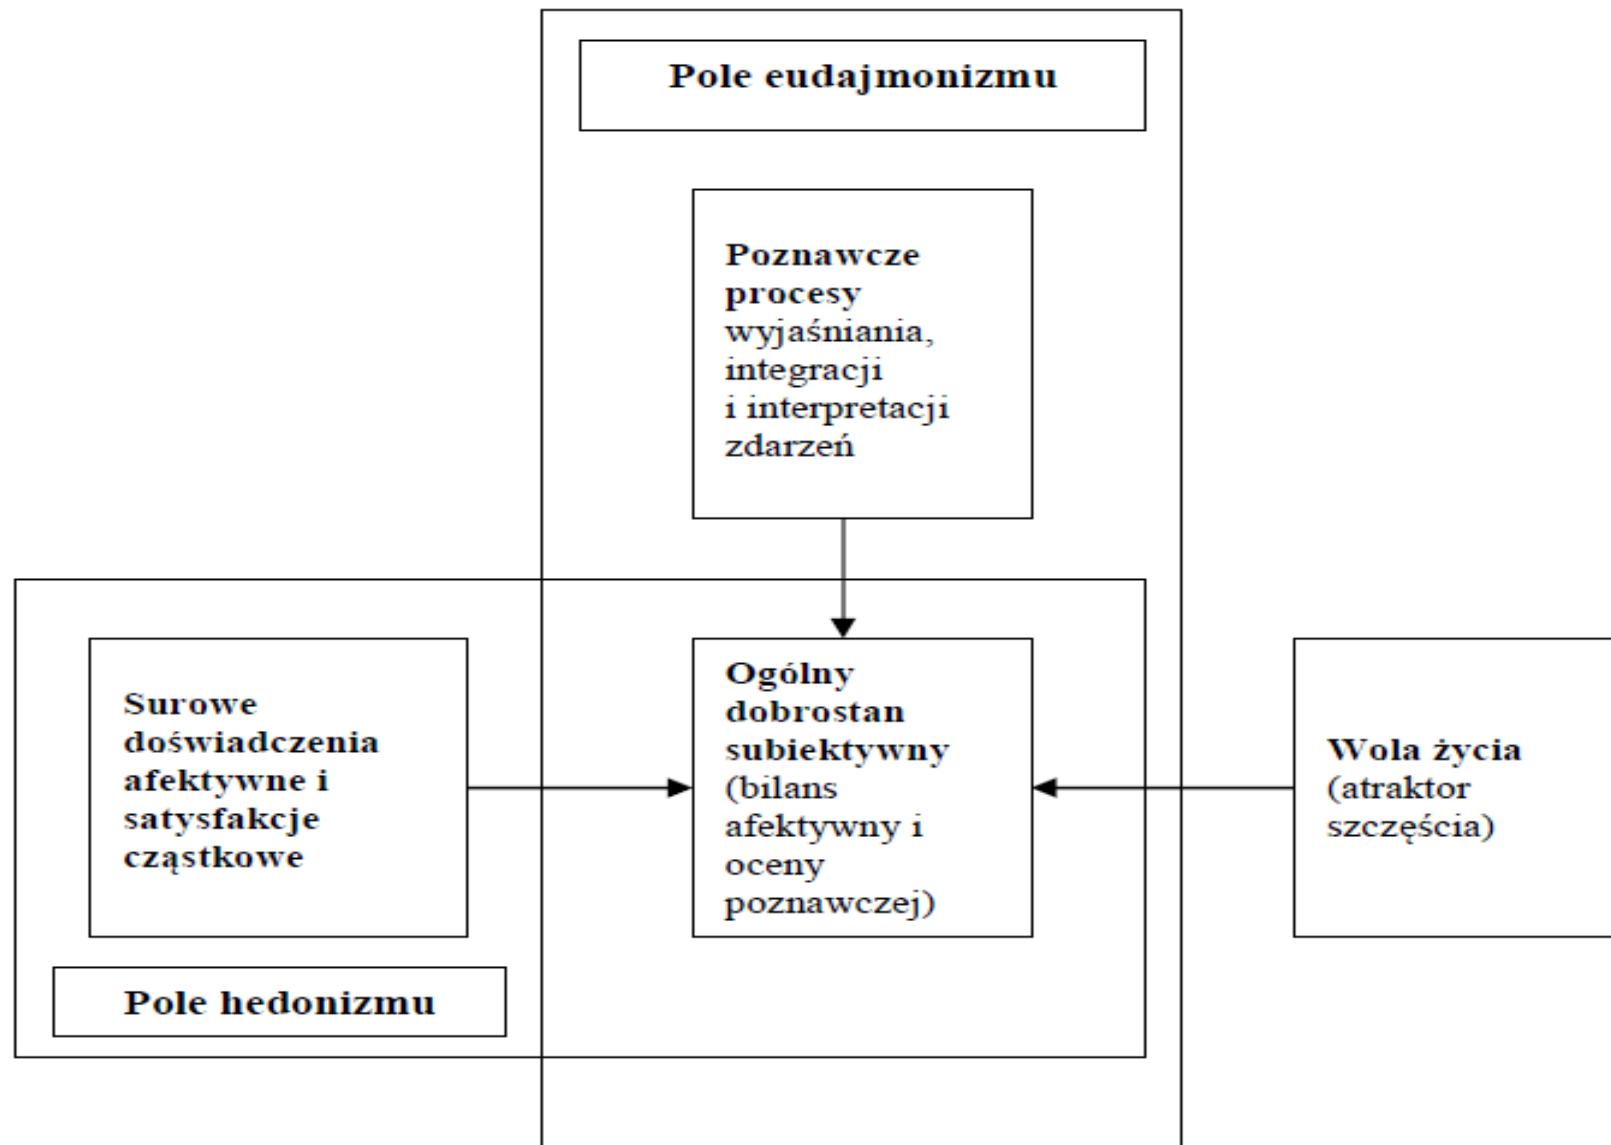 Pole eudajmonizmu
Poznawcze
procesy
wyjaśniania,
integracji
i interpretacji
zdarzeń
Surowe
doświadczenia
afektywne i
satysfakcje
cząstkowe
Ogólny
dobrostan
subiektywny
(bilans
afektywny i
oceny
poznawczej)
Wola życia
(atraktor
szczęścia)
Pole hedonizmu